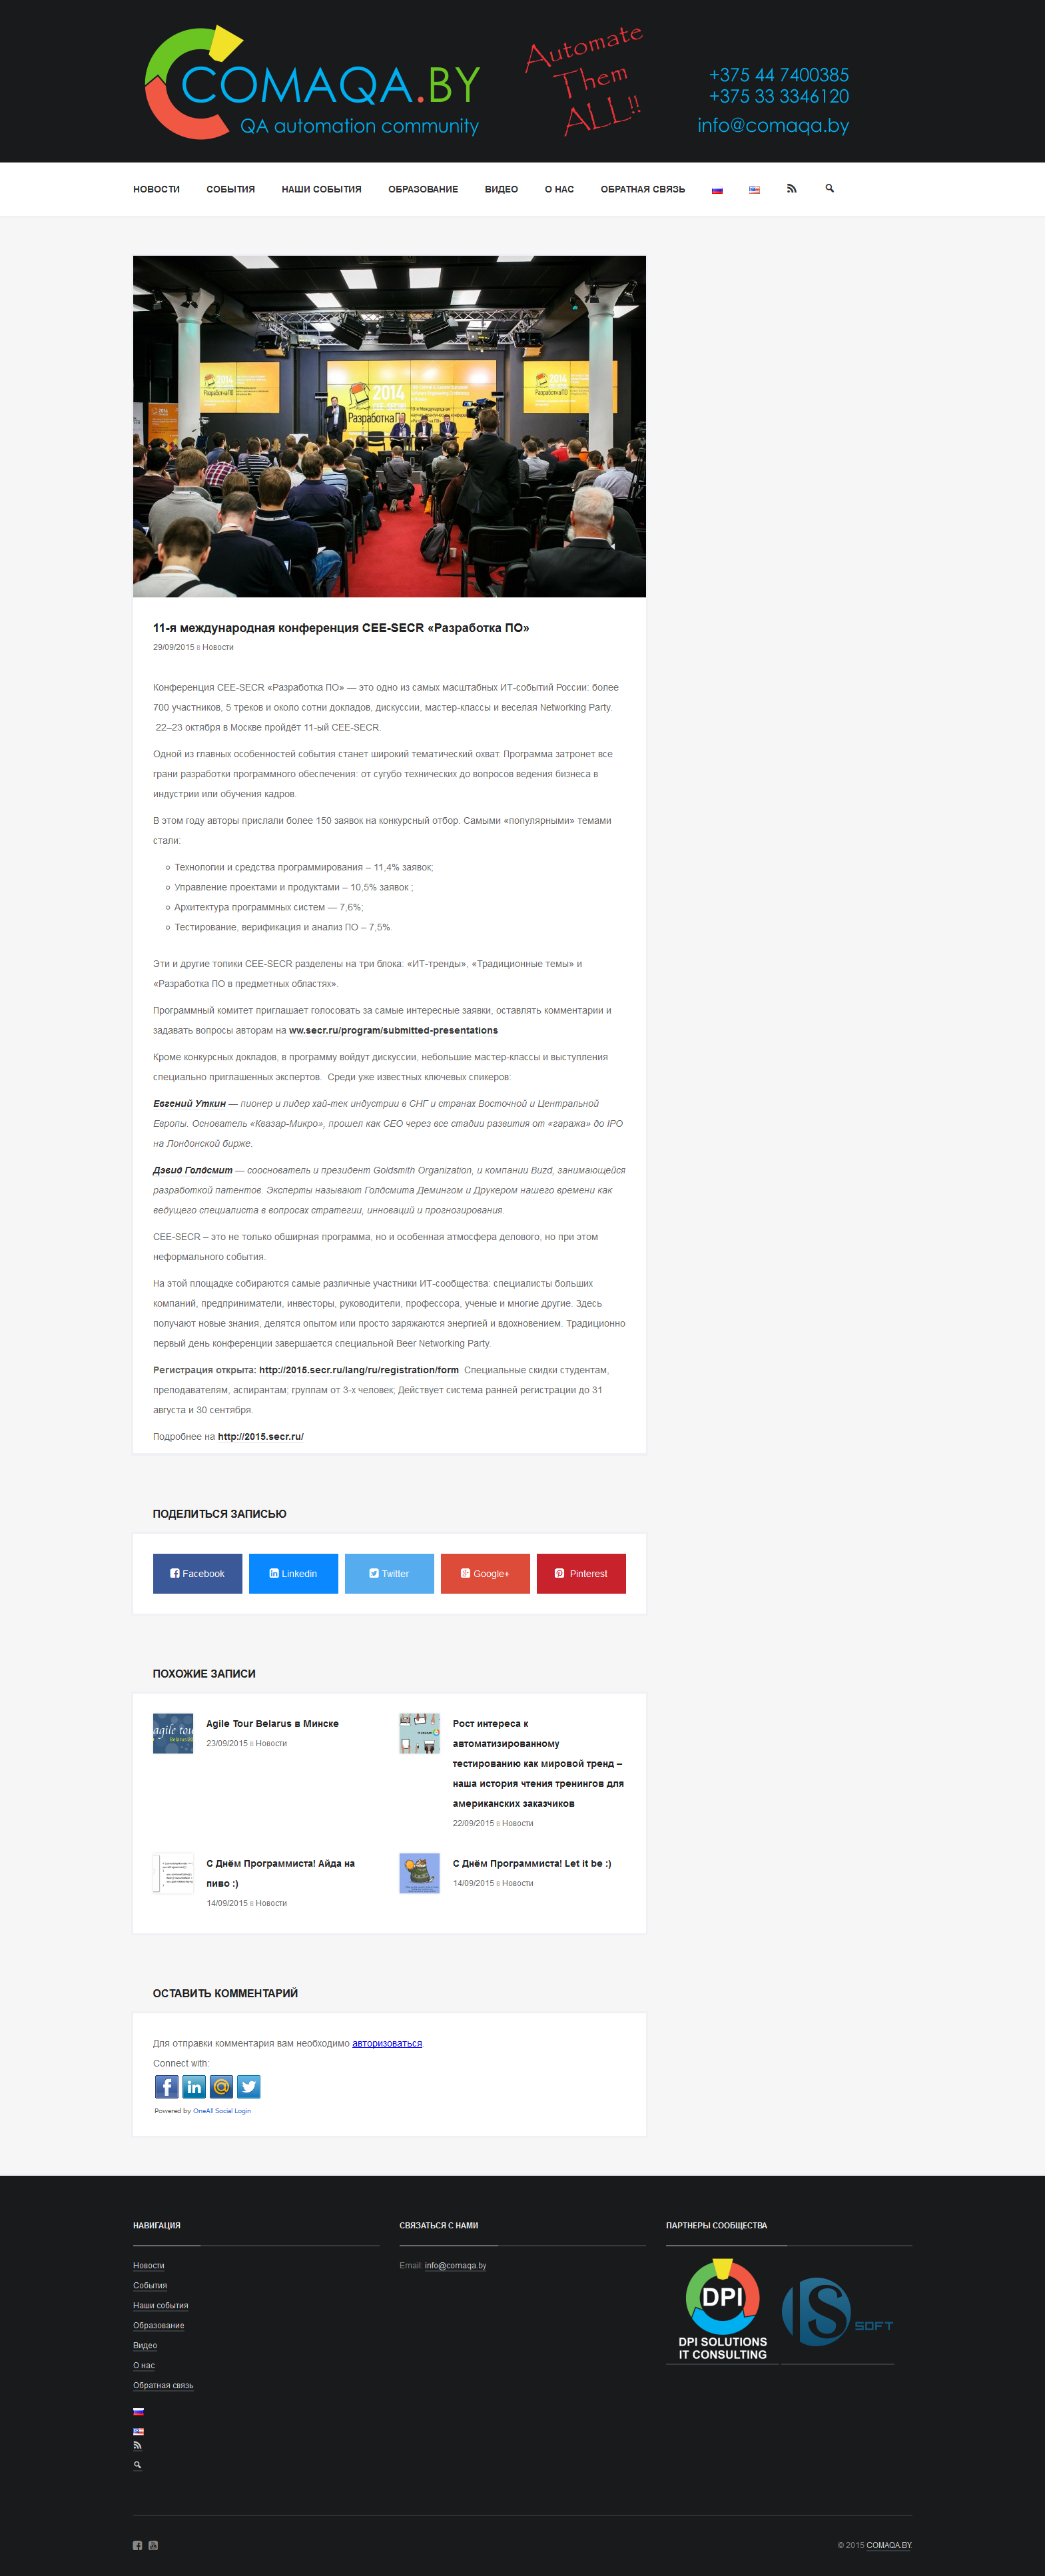 COMAQA.BY
QA automation community
Automate
Them
ALL!!
+375 44 7400385
+375 33 3346120
info@comaqa.by
НОВОСТИ СОБЫТИЯ НАШИ СОБЫТИЯ ОБРАЗОВАНИЕ ВИДЕО О НАС ОБРАТНАЯ СВЯЗЬ
2014
РазработкаПО
2014
РазработкаПО
2014
РазработкаПО
11-я международная конференция CEE-SECR «Разработка ПО»
29/09/2015 в Новости
Конференция CEE-SECR «Разработка ПО» — это одно из самых масштабных ИТ-событий России: более
700 участников, 5 треков и около сотни докладов, дискуссии, мастер-классы и веселая Networking Party.
22–23 октября в Москве пройдёт 11-ый CEE-SECR.
Одной из главных особенностей события станет широкий тематический охват. Программа затронет все
грани разработки программного обеспечения: от сугубо технических до вопросов ведения бизнеса в
индустрии или обучения кадров.
В этом году авторы прислали более 150 заявок на конкурсный отбор. Самыми «популярными» темами
стали:
Технологии и средства программирования – 11,4% заявок;
Управление проектами и продуктами – 10,5% заявок ;
Архитектура программных систем — 7,6%;
Тестирование, верификация и анализ ПО – 7,5%.
Эти и другие топики CEE-SECR разделены на три блока: «ИТ-тренды», «Традиционные темы» и
«Разработка ПО в предметных областях».
Программный комитет приглашает голосовать за самые интересные заявки, оставлять комментарии и
задавать вопросы авторам на ww.secr.ru/program/submitted-presentations
Кроме конкурсных докладов, в программу войдут дискуссии, небольшие мастер-классы и выступления
специально приглашенных экспертов. Среди уже известных ключевых спикеров:
Евгений Уткин — пионер и лидер хай-тек индустрии в СНГ и странах Восточной и Центральной
Европы. Основатель «Квазар-Микро», прошел как CEO через все стадии развития от «гаража» до IPO
на Лондонской бирже.
Дэвид Голдсмит — сооснователь и президент Goldsmith Organization, и компании Buzd, занимающейся
разработкой патентов. Эксперты называют Голдсмита Демингом и Друкером нашего времени как
ведущего специалиста в вопросах стратегии, инноваций и прогнозирования.
CEE-SECR – это не только обширная программа, но и особенная атмосфера делового, но при этом
неформального события.
На этой площадке собираются самые различные участники ИТ-сообщества: специалисты больших
компаний, предприниматели, инвесторы, руководители, профессора, ученые и многие другие. Здесь
получают новые знания, делятся опытом или просто заряжаются энергией и вдохновением. Традиционно
первый день конференции завершается специальной Beer Networking Party.
Регистрация открыта: http://2015.secr.ru/lang/ru/registration/form Специальные скидки студентам,
преподавателям, аспирантам; группам от 3-х человек; Действует система ранней регистрации до 31
августа и 30 сентября.
Подробнее на http://2015.secr.ru/
ПОДЕЛИТЬСЯ ЗАПИСЬЮ
Facebook Linkedin Twitter Google+ Pinterest
ПОХОЖИЕ ЗАПИСИ
agile tou
Belarus
Agile Tour Belarus в Минске
23/09/2015 в Новости
Рост интереса к
автоматизированному
тестированию как мировой тренд –
наша история чтения тренингов для
американских заказчиков
22/09/2015 в Новости
С Днём Программиста! Айда на
пиво :)
14/09/2015 в Новости
С Днём Программиста! Let it be :)
14/09/2015 в Новости
ОСТАВИТЬ КОММЕНТАРИЙ
Для отправки комментария вам необходимо авторизоваться.
Connect with:
Powered by OneAll Social Login
НАВИГАЦИЯ
Новости
События
Наши события
Образование
Видео
О нас
Обратная связь
СВЯЗАТЬСЯ С НАМИ
Email: info@comaqa.by
ПАРТНЕРЫ СООБЩЕСТВА
DPI
DPI SOLUTIONS
IT CONSULTING
IS SOFT
© 2015 COMAQA.BY.